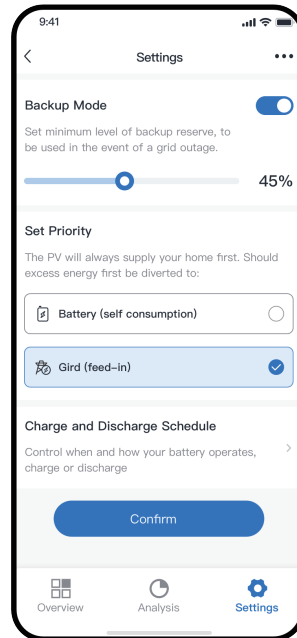 9:41
Settings
Backup Mode
Set minimum level of backup reserve, to
be used in the event of a grid outage.
45%
Set Priority
The PV will always supply your home first. Should
excess energy first be diverted to:
Battery (self consumption)
Gird (feed-in)
Charge and Discharge Schedule
Control when and how your battery operates,
charge or discharge
Confirm
Overview
Analysis
Settings